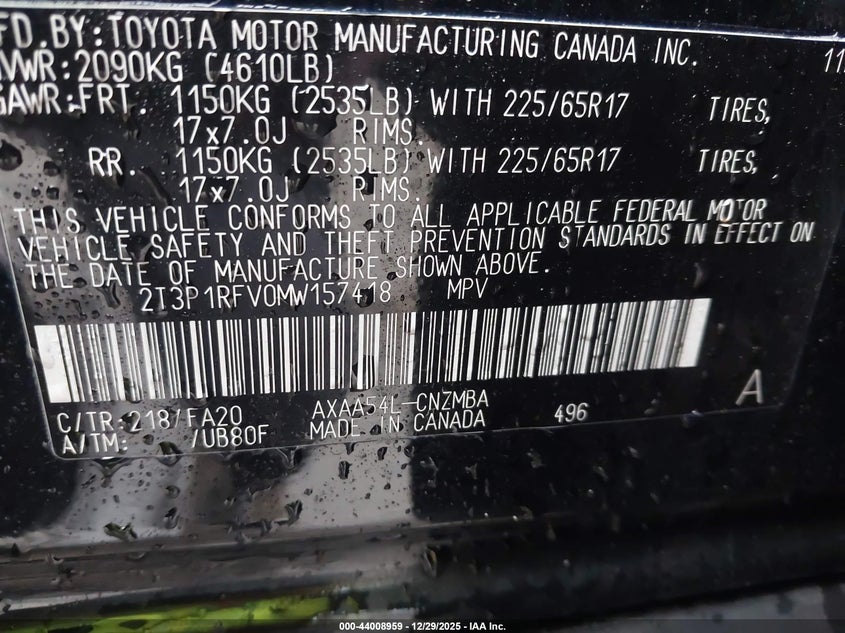 FD. BY: TOYOTA MOTOR MANUFACTURING CANADA INC. 11
VWR: 2090KG (4610LB)
GAWR: FRT. 1150KG (2535LB) WITH 225/65R17 TIRES,
17x7.0J RIMS.
RR. 1150KG (2535LB) WITH 225/65R17 TIRES,
17x7.0J RIMS.
THIS VEHICLE CONFORMS TO ALL APPLICABLE FEDERAL MOTOR
VEHICLE SAFETY AND THEFT PREVENTION STANDARDS IN EFFECT ON
THE DATE OF MANUFACTURE SHOWN ABOVE.
2T3P1RFV0MW157418 MPV
C/TR: 218/FA20 AXAA54L-CNZMBA 496 A
A/TM: /UB80F MADE IN CANADA
000-44008959 - 12/29/2025 - IAA Inc.